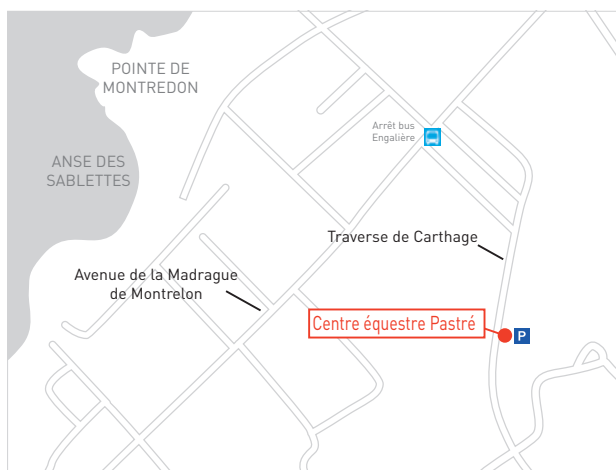 POINTE DE
MONTREDON
ANSE DES
SABLETTES
Arrêt bus
Engalière
Traverse de Carthage
Avenue de la Madrague
de Montrelon
Centre équestre Pastré
P